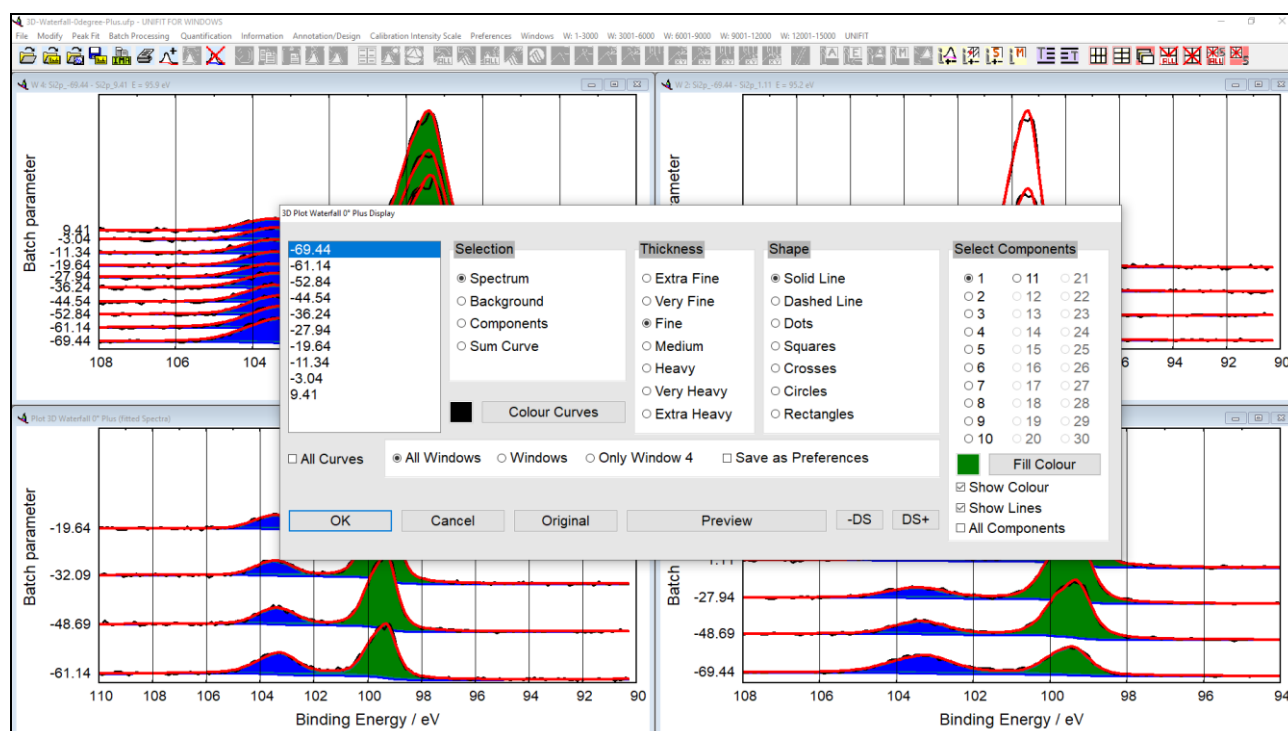 3D-Waterfall-0degree-Plus.ufp - UNIFIT FOR WINDOWS
File Modify Peak Fit Batch Processing Quantification Information Annotation/Design Calibration Intensity Scale Preferences Windows W: 1-3000 W: 3001-6000 W: 6001-9000 W: 9001-12000 W: 12001-15000 UNIFIT
W 4: Si2p_-69.44 - Si2p_9.41 E = 95.9 eV
W 2: Si2p_-69.44 - Si2p_1.11 E = 95.2 eV
Batch parameter
9.41
-3.04
-11.34
-19.64
-27.94
-36.24
-44.54
-52.84
-61.14
-69.44
108 106 104
94 92 90
3D Plot Waterfall 0° Plus Display
-69.44
-61.14
-52.84
-44.54
-36.24
-27.94
-19.64
-11.34
-3.04
9.41
Selection
Spectrum
Background
Components
Sum Curve
Colour Curves
Thickness
Extra Fine
Very Fine
Fine
Medium
Heavy
Very Heavy
Extra Heavy
Shape
Solid Line
Dashed Line
Dots
Squares
Crosses
Circles
Rectangles
Select Components
1 11 21
2 12 22
3 13 23
4 14 24
5 15 25
6 16 26
7 17 27
8 18 28
9 19 29
10 20 30
Fill Colour
Show Colour
Show Lines
All Components
All Curves
All Windows Windows Only Window 4 Save as Preferences
OK Cancel Original Preview -DS DS+
Plot 3D Waterfall 0° Plus (fitted Spectra)
Batch parameter
-19.64
-32.09
-48.69
-61.14
110 108 106 104 102 100 98 96 94 92 90
Binding Energy / eV
Batch
1.11
-27.94
-48.69
-69.44
108 106 104 102 100 98 96 94
Binding Energy / eV